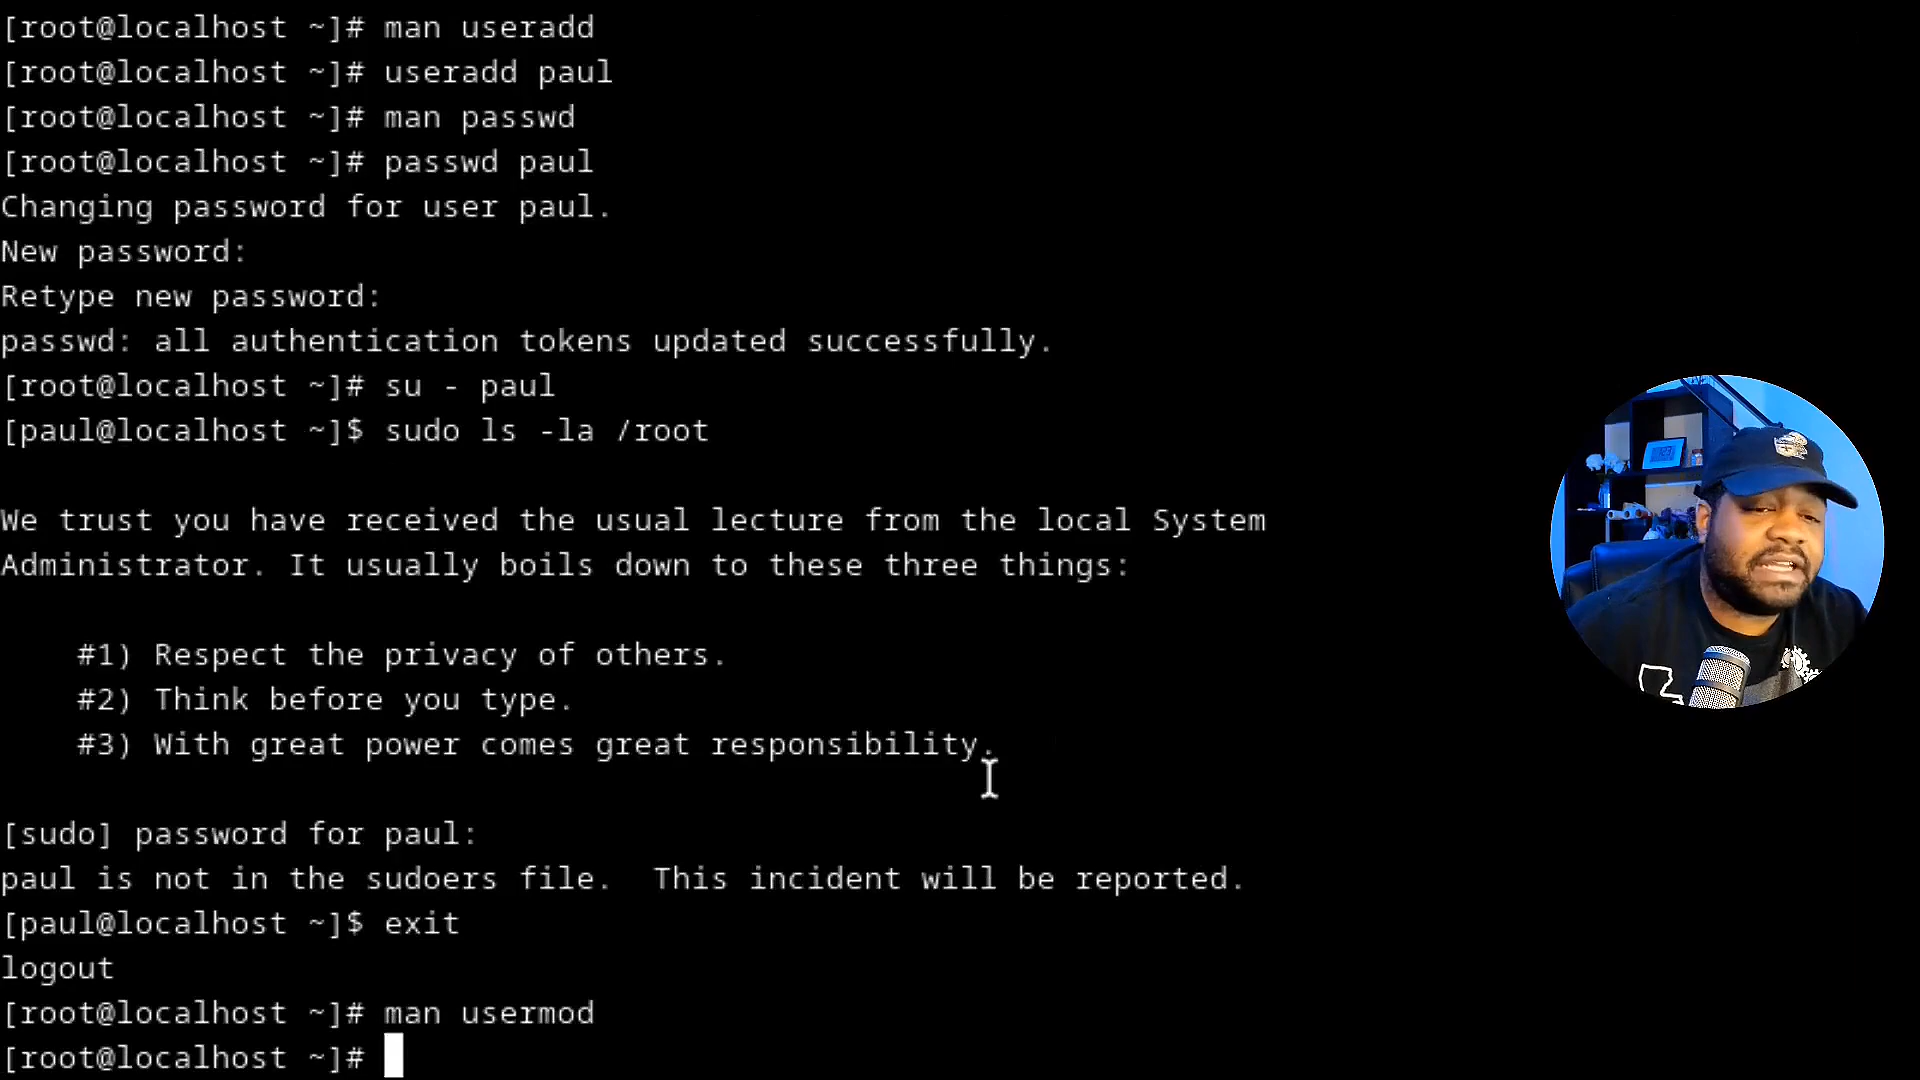 [root@localhost ~]# man useradd
[root@localhost ~]# useradd paul
[root@localhost ~]# man passwd
[root@localhost ~]# passwd paul
Changing password for user paul.
New password:
Retype new password:
passwd: all authentication tokens updated successfully.
[root@localhost ~]# su - paul
[paul@localhost ~]$ sudo ls -la /root
We trust you have received the usual lecture from the local System
Administrator. It usually boils down to these three things:
#1) Respect the privacy of others.
#2) Think before you type.
#3) With great power comes great responsibility.
[sudo] password for paul:
paul is not in the sudoers file.  This incident will be reported.
[paul@localhost ~]$ exit
logout
[root@localhost ~]# man usermod
[root@localhost ~]#